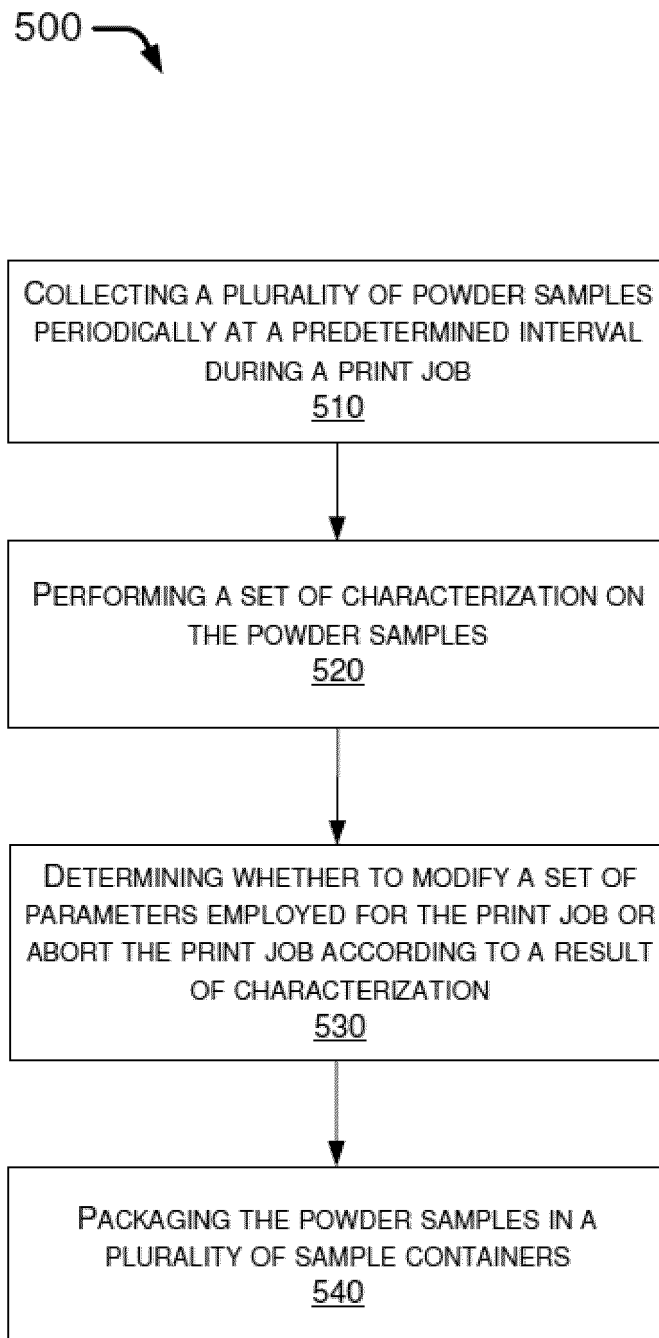 500
COLLECTING A PLURALITY OF POWDER SAMPLES
PERIODICALLY AT A PREDETERMINED INTERVAL
DURING A PRINT JOB
510
PERFORMING A SET OF CHARACTERIZATION ON
THE POWDER SAMPLES
520
DETERMINING WHETHER TO MODIFY A SET OF
PARAMETERS EMPLOYED FOR THE PRINT JOB OR
ABORT THE PRINT JOB ACCORDING TO A RESULT
OF CHARACTERIZATION
530
PACKAGING THE POWDER SAMPLES IN A
PLURALITY OF SAMPLE CONTAINERS
540